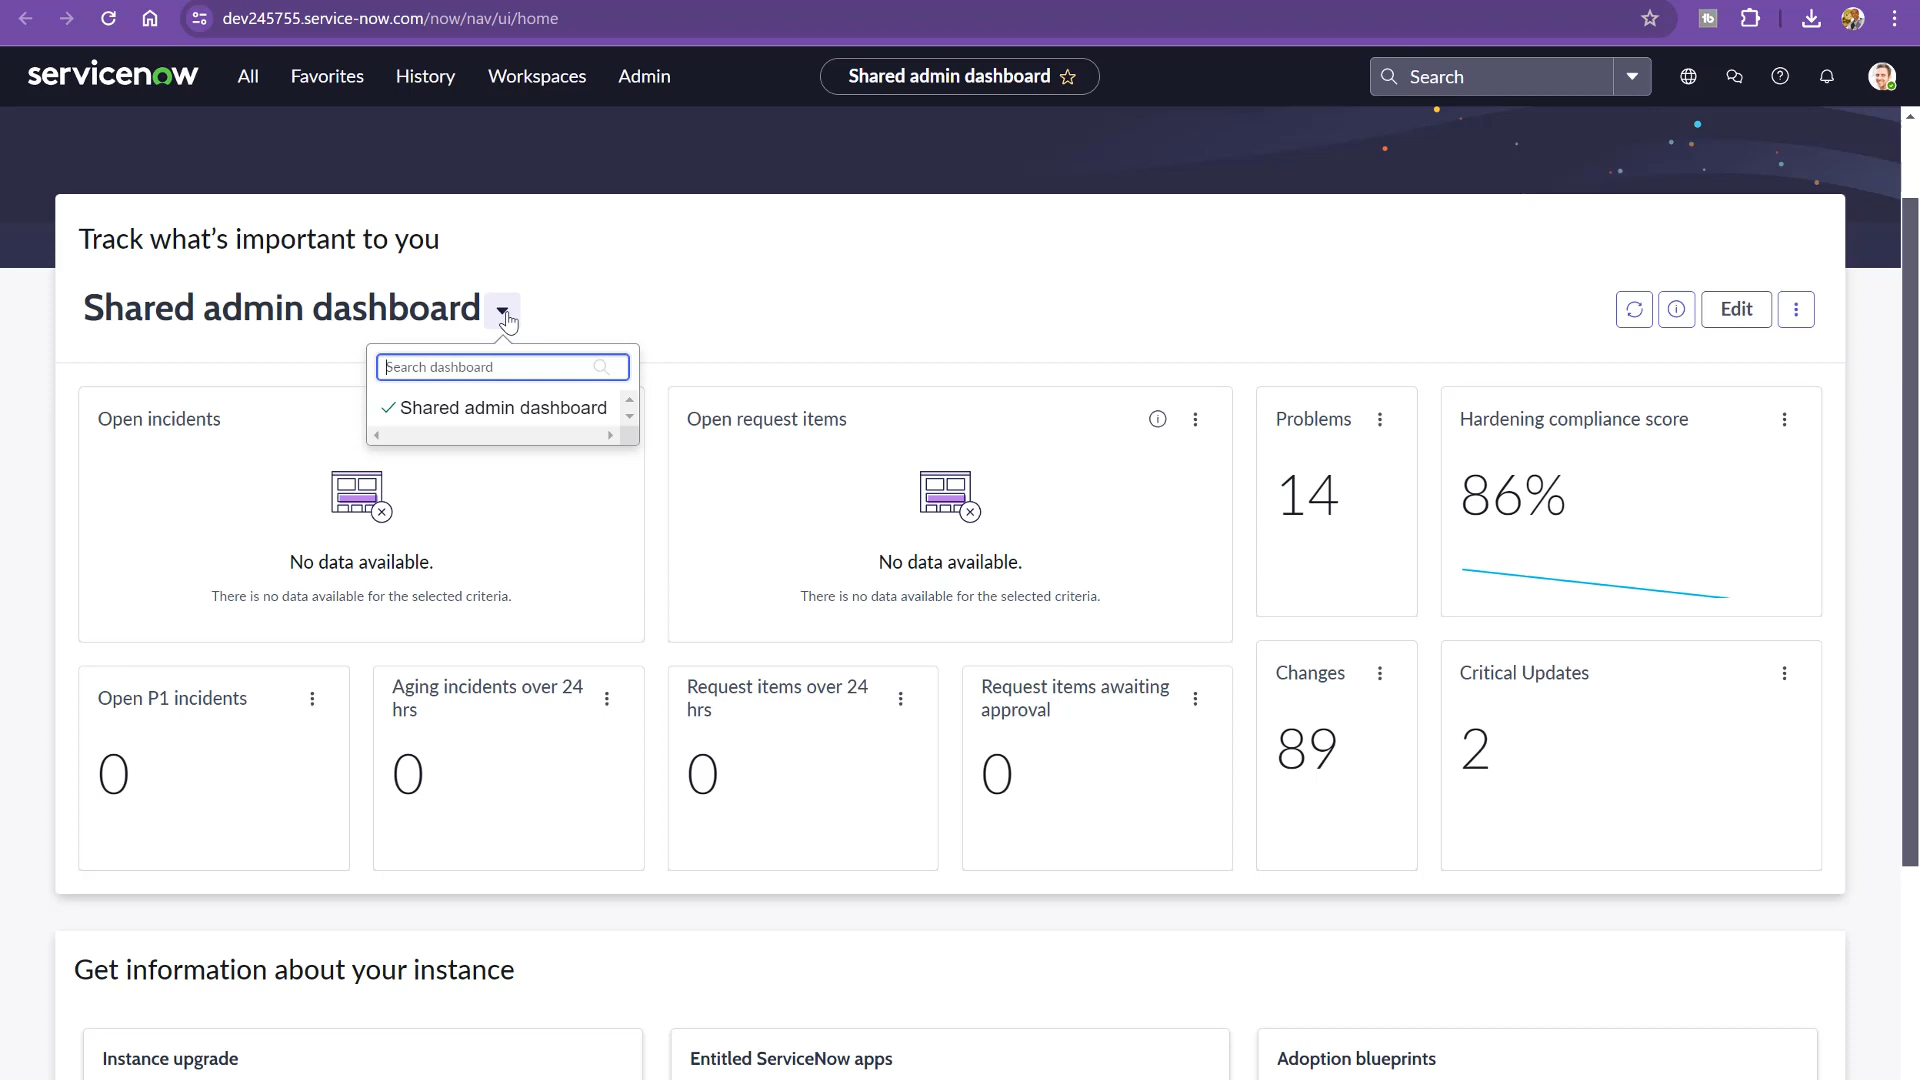 dev245755.service-now.com/now/nav/ui/home
servicenow
All
Favorites
History
Workspaces
Admin
Shared admin dashboard
Search
Track what's important to you
Shared admin dashboard
Edit
Search dashboard
Shared admin dashboard
Open incidents
No data available.
There is no data available for the selected criteria.
Open request items
No data available.
There is no data available for the selected criteria.
Problems
14
Hardening compliance score
86%
Open P1 incidents
0
Aging incidents over 24
hrs
0
Request items over 24
hrs
0
Request items awaiting
approval
0
Changes
89
Critical Updates
2
Get information about your instance
Instance upgrade
Entitled ServiceNow apps
Adoption blueprints